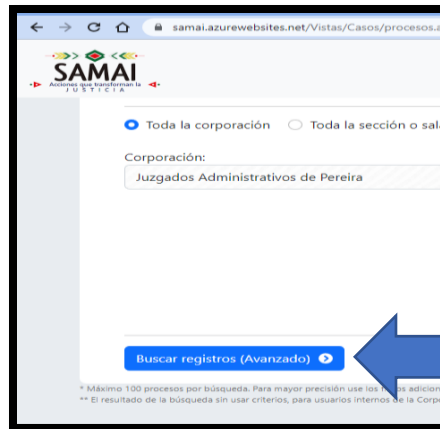 samai.azurewebsites.net/Vistas/Casos/procesos.a
SAMAI
Acciones que transforman la
JUSTICIA
Toda la corporación Toda la sección o sal
Corporación:
Juzgados Administrativos de Pereira
Buscar registros (Avanzado)
* Máximo 100 procesos por búsqueda. Para mayor precisión use los adicion
** El resultado de la búsqueda sin usar criterios, para usuarios internos de la Corp